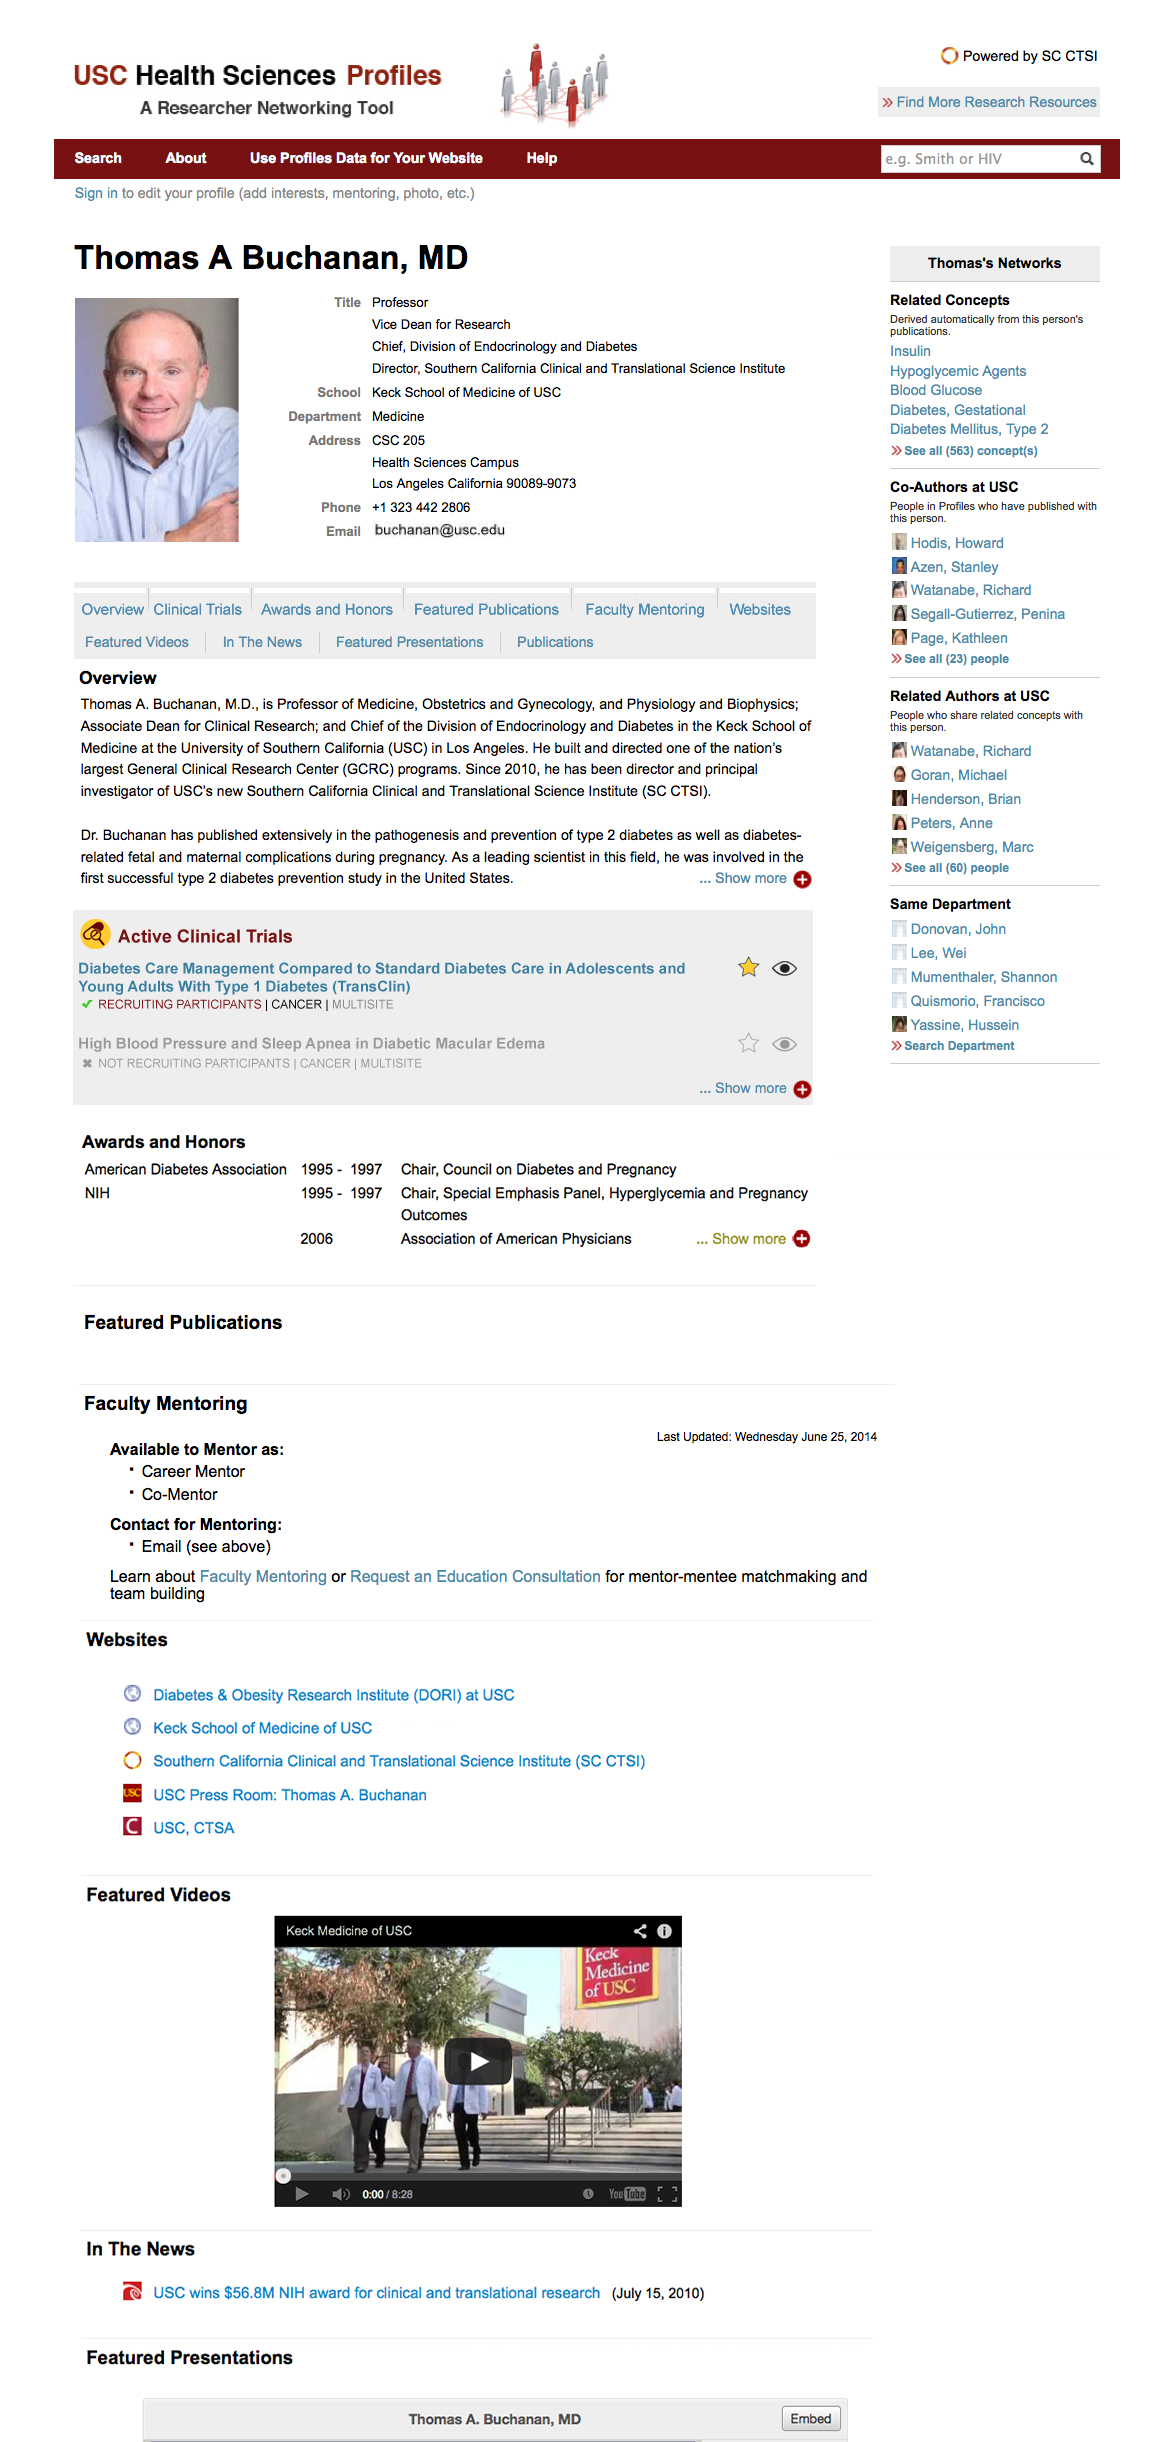 USC Health Sciences Profiles
A Researcher Networking Tool
Powered by SC CTSI
Find More Research Resources
Search About Use Profiles Data for Your Website Help
e.g. Smith or HIV
Sign in to edit your profile (add interests, mentoring, photo, etc.)
Thomas A Buchanan, MD
Title Professor
Vice Dean for Research
Chief, Division of Endocrinology and Diabetes
Director, Southern California Clinical and Translational Science Institute
School Keck School of Medicine of USC
Department Medicine
Address CSC 205
Health Sciences Campus
Los Angeles California 90089-9073
Phone +1 323 442 2806
Email buchanan@usc.edu
Overview Clinical Trials Awards and Honors Featured Publications Faculty Mentoring Websites
Featured Videos In The News Featured Presentations Publications
Overview
Thomas A. Buchanan, M.D., is Professor of Medicine, Obstetrics and Gynecology, and Physiology and Biophysics;
Associate Dean for Clinical Research; and Chief of the Division of Endocrinology and Diabetes in the Keck School of
Medicine at the University of Southern California (USC) in Los Angeles. He built and directed one of the nation's
largest General Clinical Research Center (GCRC) programs. Since 2010, he has been director and principal
investigator of USC's new Southern California Clinical and Translational Science Institute (SC CTSI).
Dr. Buchanan has published extensively in the pathogenesis and prevention of type 2 diabetes as well as diabetes-
related fetal and maternal complications during pregnancy. As a leading scientist in this field, he was involved in the
first successful type 2 diabetes prevention study in the United States. ... Show more
Active Clinical Trials
Diabetes Care Management Compared to Standard Diabetes Care in Adolescents and
Young Adults With Type 1 Diabetes (TransClin)
RECRUITING PARTICIPANTS | CANCER | MULTISITE
High Blood Pressure and Sleep Apnea in Diabetic Macular Edema
NOT RECRUITING PARTICIPANTS | CANCER | MULTISITE
... Show more
Awards and Honors
American Diabetes Association 1995 - 1997 Chair, Council on Diabetes and Pregnancy
NIH 1995 - 1997 Chair, Special Emphasis Panel, Hyperglycemia and Pregnancy
Outcomes
2006 Association of American Physicians ... Show more
Featured Publications
Faculty Mentoring
Last Updated: Wednesday June 25, 2014
Available to Mentor as:
Career Mentor
Co-Mentor
Contact for Mentoring:
Email (see above)
Learn about Faculty Mentoring or Request an Education Consultation for mentor-mentee matchmaking and
team building
Websites
Diabetes & Obesity Research Institute (DORI) at USC
Keck School of Medicine of USC
Southern California Clinical and Translational Science Institute (SC CTSI)
USC USC Press Room: Thomas A. Buchanan
C USC, CTSA
Featured Videos
Keck Medicine of USC
Keck
Medicine
of USC
0:00 / 8:28 YouTube
In The News
USC wins $56.8M NIH award for clinical and translational research (July 15, 2010)
Featured Presentations
Thomas A. Buchanan, MD Embed
Thomas's Networks
Related Concepts
Derived automatically from this person's
publications.
Insulin
Hypoglycemic Agents
Blood Glucose
Diabetes, Gestational
Diabetes Mellitus, Type 2
See all (563) concept(s)
Co-Authors at USC
People in Profiles who have published with
this person.
Hodis, Howard
Azen, Stanley
Watanabe, Richard
Segall-Gutierrez, Penina
Page, Kathleen
See all (23) people
Related Authors at USC
People who share related concepts with
this person.
Watanabe, Richard
Goran, Michael
Henderson, Brian
Peters, Anne
Weigensberg, Marc
See all (60) people
Same Department
Donovan, John
Lee, Wei
Mumenthaler, Shannon
Quismorio, Francisco
Yassine, Hussein
Search Department